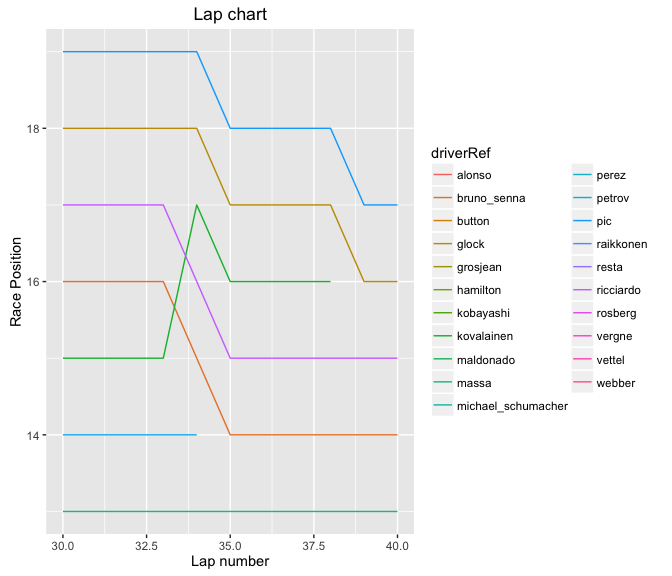 Lap chart
Race Position
18
16
14
30.0 32.5 35.0 37.5 40.0
Lap number
driverRef
alonso
bruno_senna
button
glock
grosjean
hamilton
kobayashi
kovalainen
maldonado
massa
michael_schumacher
perez
petrov
pic
raikkonen
resta
ricciardo
rosberg
vergne
vettel
webber